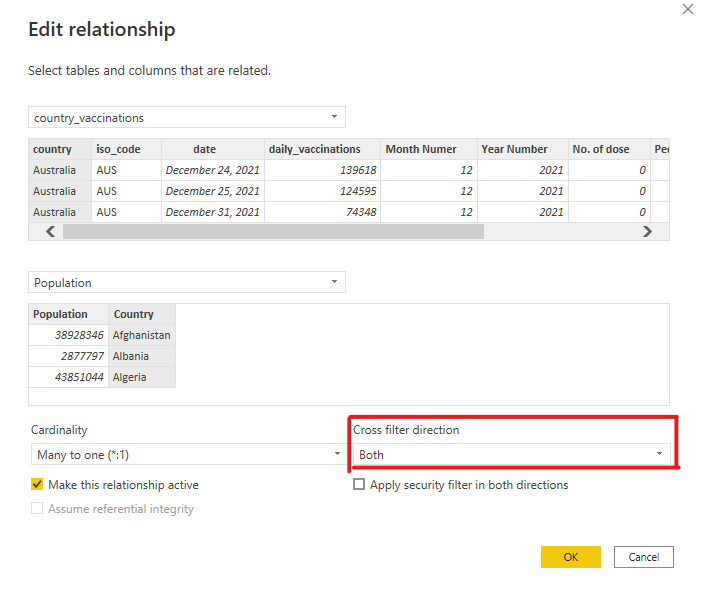 Edit relationship
Select tables and columns that are related.
country_vaccinations
country iso_code date daily_vaccinations Month Numer Year Number No. of dose Pec
Australia AUS December 24, 2021 139618 12 2021 0
Australia AUS December 25, 2021 124595 12 2021 0
Australia AUS December 31, 2021 74348 12 2021 0
Population
Population Country
38928346 Afghanistan
2877797 Albania
43851044 Algeria
Cardinality Cross filter direction
Many to one (*:1) Both
Make this relationship active Apply security filter in both directions
Assume referential integrity
OK Cancel